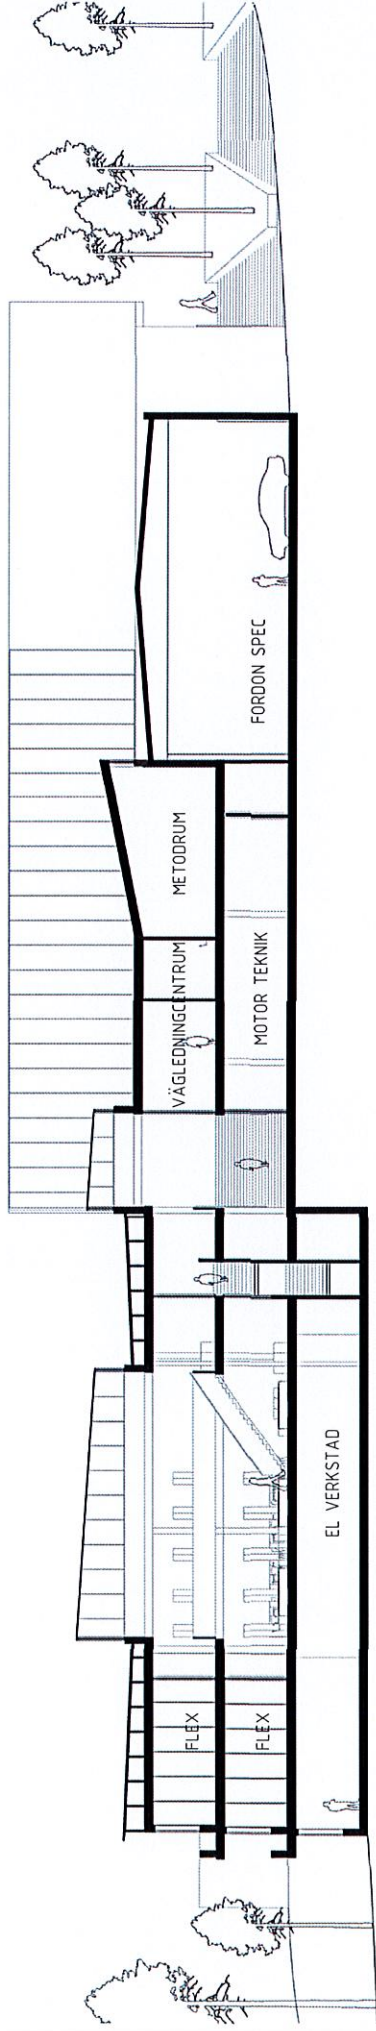 FLEX
FLEX
EL VERKSTAD
VÄGLEDNINGCENTRUM
METODRUM
MOTOR TEKNIK
FORDON SPEC